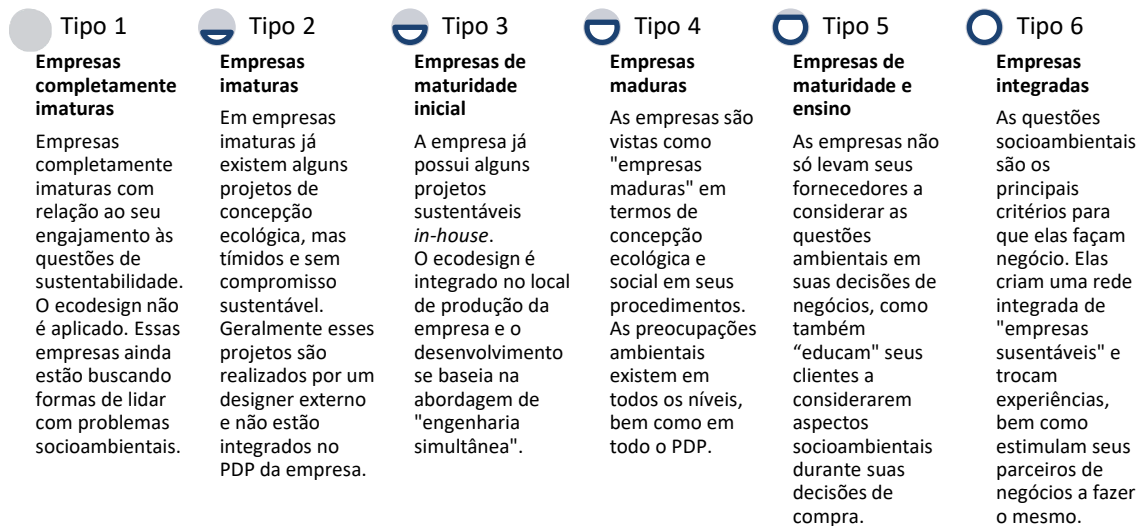 Tipo 1
Empresas
completamente
imaturas
Empresas
completamente
imaturas com
relação ao seu
engajamento às
questões de
sustentabilidade.
O ecodesign não
é aplicado. Essas
empresas ainda
estão buscando
formas de lidar
com problemas
socioambientais.
Tipo 2
Empresas
imaturas
Em empresas
imaturas já
existem alguns
projetos de
concepção
ecológica, mas
tímidos e sem
compromisso
sustentável.
Geralmente esses
projetos são
realizados por um
designer externo
e não estão
integrados no
PDP da empresa.
Tipo 3
Empresas de
maturidade
inicial
A empresa já
possui alguns
projetos
sustentáveis
in-house.
O ecodesign é
integrado no local
de produção da
empresa e o
desenvolvimento
se baseia na
abordagem de
"engenharia
simultânea".
Tipo 4
Empresas
maduras
As empresas são
vistas como
"empresas
maduras" em
termos de
concepção
ecológica e
social em seus
procedimentos.
As preocupações
ambientais
existem em
todos os níveis,
bem como em
todo o PDP.
Tipo 5
Empresas de
maturidade e
ensino
As empresas não
só levam seus
fornecedores a
considerar as
questões
ambientais em
suas decisões de
negócios, como
também
“educam" seus
clientes a
considerarem
aspectos
socioambientais
durante suas
decisões de
compra.
Tipo 6
Empresas
integradas
As questões
socioambientais
são os
principais
critérios para
que elas façam
negócio. Elas
criam uma rede
integrada de
"empresas
susentáveis" e
trocam
experiências,
bem como
estimulam seus
parceiros de
negócios a fazer
o mesmo.